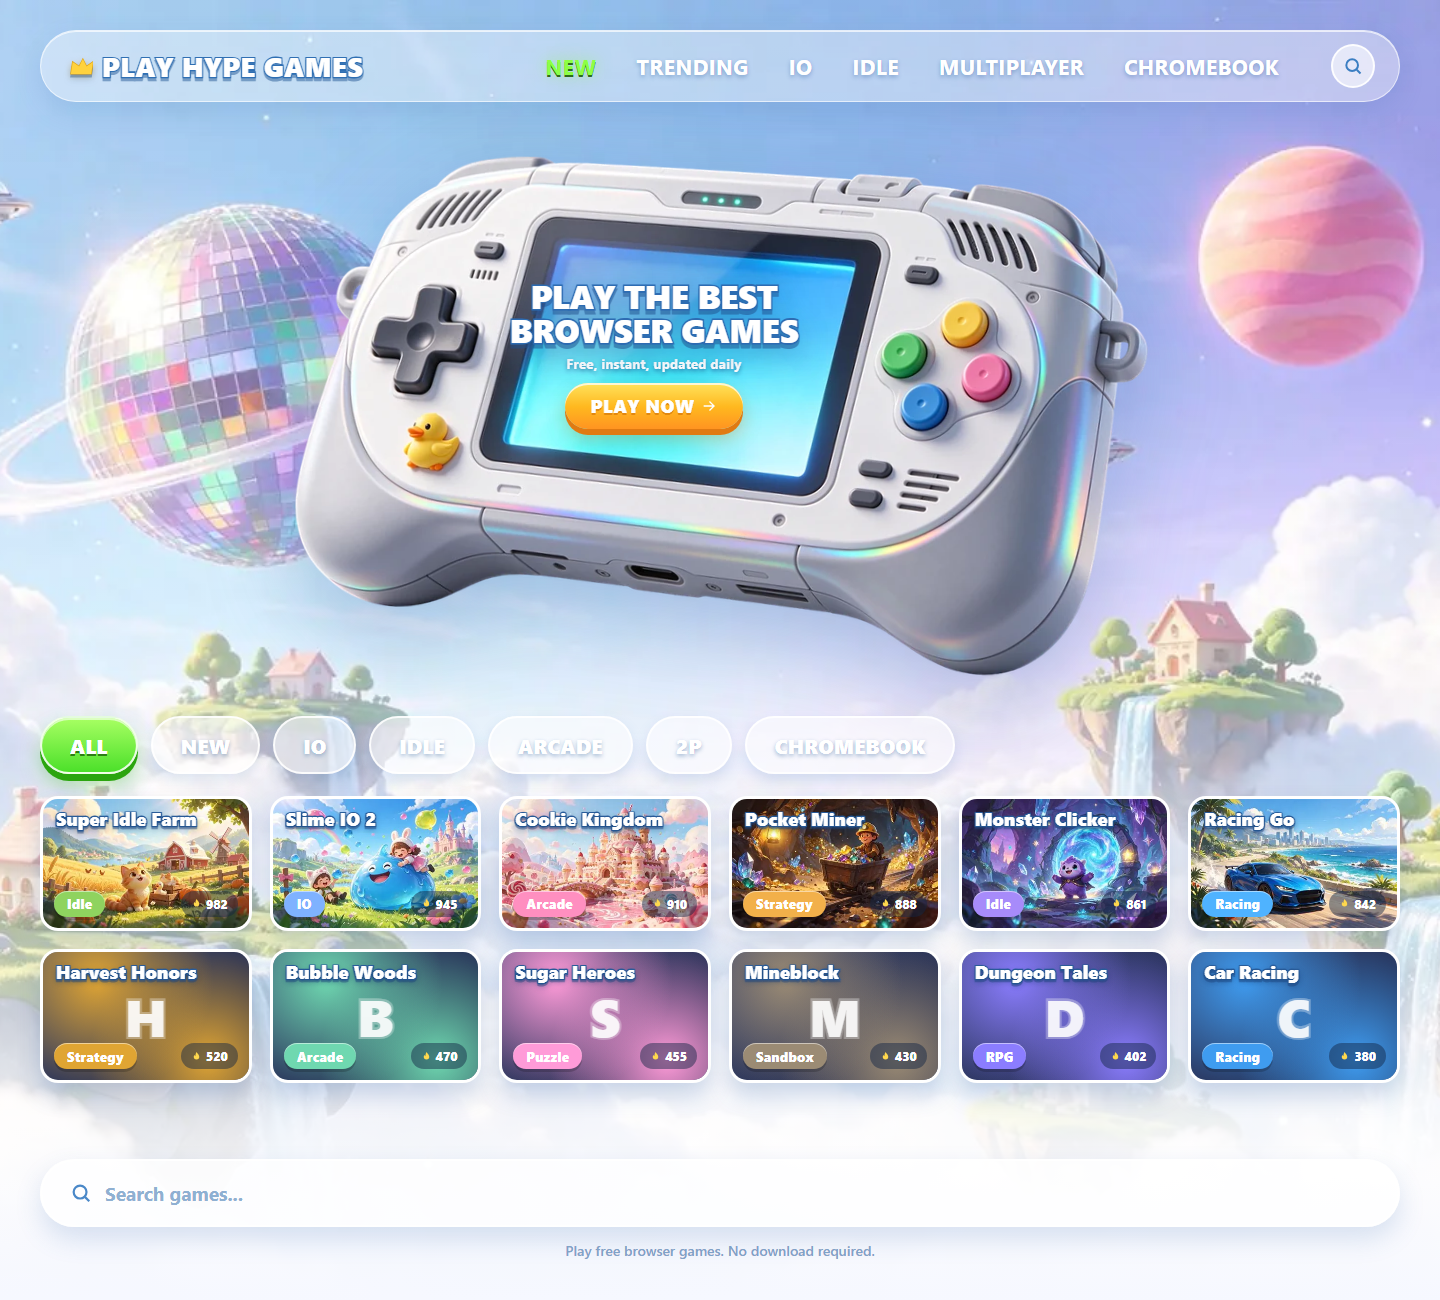 PLAY HYPE GAMES
NEW TRENDING IO IDLE MULTIPLAYER CHROMEBOOK
PLAY THE BEST
BROWSER GAMES
Free, instant, updated daily
PLAY NOW →
ALL NEW IO IDLE ARCADE 2P CHROMEBOOK
Super Idle Farm
Idle 982
Slime IO 2
IO 945
Cookie Kingdom
Arcade 910
Pocket Miner
Strategy 888
Monster Clicker
Idle 861
Racing Go
Racing 842
Harvest Honors
H
Strategy 520
Bubble Woods
B
Arcade 470
Sugar Heroes
S
Puzzle 455
Mineblock
M
Sandbox 430
Dungeon Tales
D
RPG 402
Car Racing
C
Racing 380
Search games...
Play free browser games. No download required.